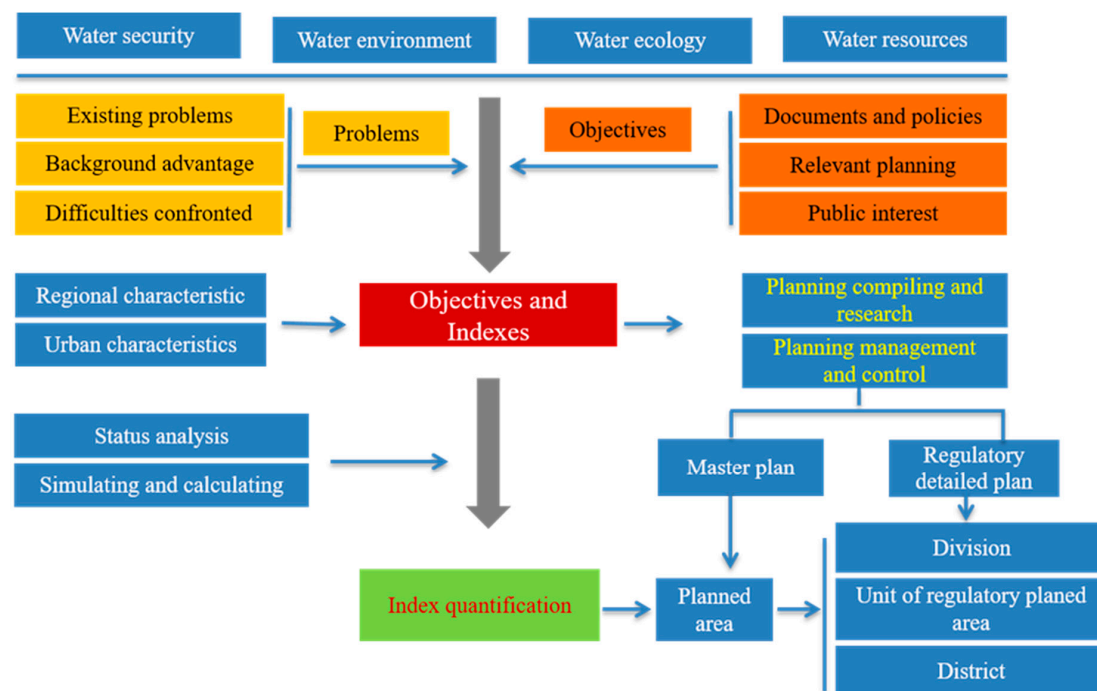 Water security
Water environment
Water ecology
Water resources
Existing problems
Background advantage
Difficulties confronted
Problems
Objectives
Documents and policies
Relevant planning
Public interest
Regional characteristic
Urban characteristics
Objectives and
Indexes
Planning compiling and
research
Planning management
and control
Status analysis
Simulating and calculating
Master plan
Regulatory
detailed plan
Index quantification
Planned
area
Division
Unit of regulatory planed
area
District